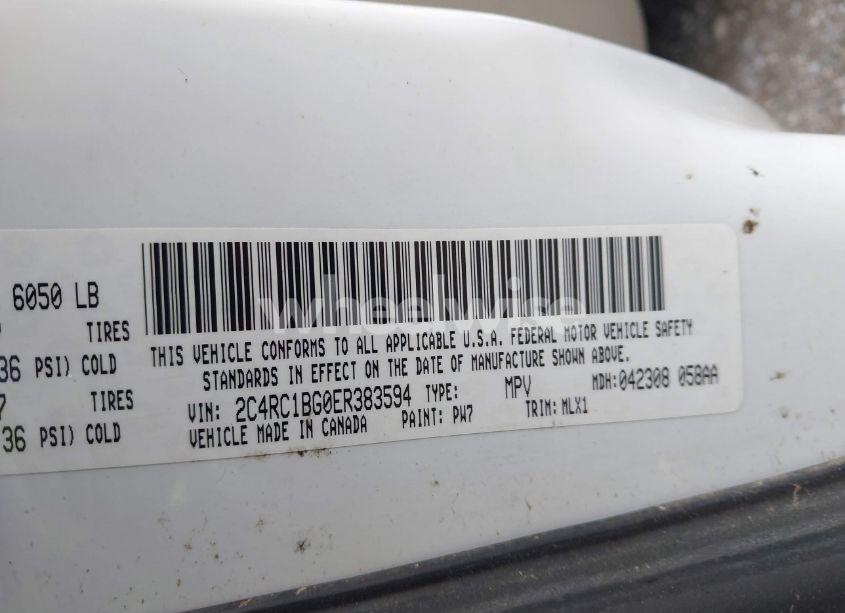 6050 LB
TIRES
36 PSI) COLD
7 TIRES
36 PSI) COLD
wheelwise
THIS VEHICLE CONFORMS TO ALL APPLICABLE U.S.A. FEDERAL MOTOR VEHICLE SAFETY
STANDARDS IN EFFECT ON THE DATE OF MANUFACTURE SHOWN ABOVE.
VIN: 2C4RC1BG0ER383594 TYPE: MPV MDH: 042308 058AA
VEHICLE MADE IN CANADA PAINT: PW7 TRIM: MLX1